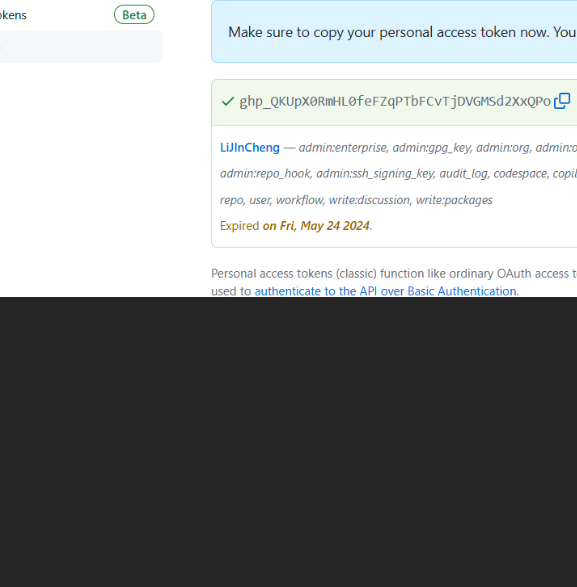 okens
Beta
Make sure to copy your personal access token now. You
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
LiJInCheng — admin:enterprise, admin:gpg_key, admin:org, admin:o
admin:repo_hook, admin:ssh_signing_key, audit_log, codespace, copil
repo, user, workflow, write:discussion, write:packages
Expired on Fri, May 24 2024.
Personal access tokens (classic) function like ordinary OAuth access t
used to authenticate to the API over Basic Authentication.